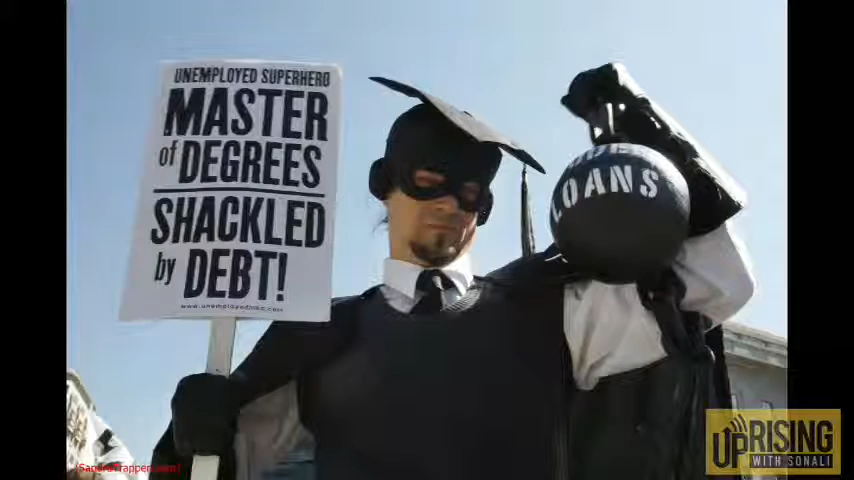 UNEMPLOYED SUPERHERO
MASTER
of DEGREES
SHACKLED
by DEBT!
LOANS
UPRISING
WITH SONALI